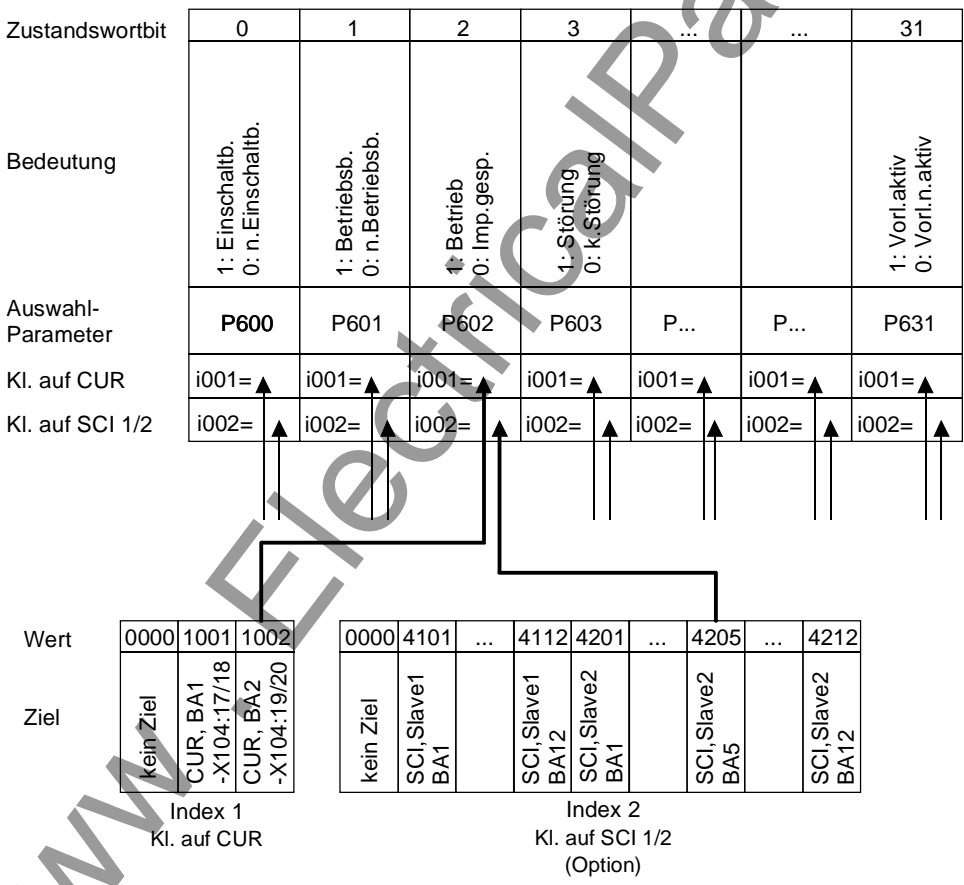 Zustandswortbit 0 1 2 3 ... ... 31
Bedeutung
1: Einschaltb.
0: n.Einschaltb.
1: Betriebsb.
0: n.Betriebsb.
1: Betrieb
0: Imp.gesp.
1: Störung
0: k.Störung
1: Vorl.aktiv
0: Vorl.n.aktiv
Auswahl-
Parameter
P600 P601 P602 P603 P... P... P631
Kl. auf CUR i001= i001= i001= i001= i001= i001= i001=
Kl. auf SCI 1/2 i002= i002= i002= i002= i002= i002= i002=
Wert 0000 1001 1002 0000 4101 ... 4112 4201 ... 4205 ... 4212
Ziel
kein Ziel
CUR, BA1
-X104:17/18
CUR, BA2
-X104:19/20
kein Ziel
SCI,Slave1
BA1
SCI,Slave1
BA12
SCI,Slave2
BA1
SCI,Slave2
BA5
SCI,Slave2
BA12
Index 1
Kl. auf CUR
Index 2
Kl. auf SCI 1/2
(Option)